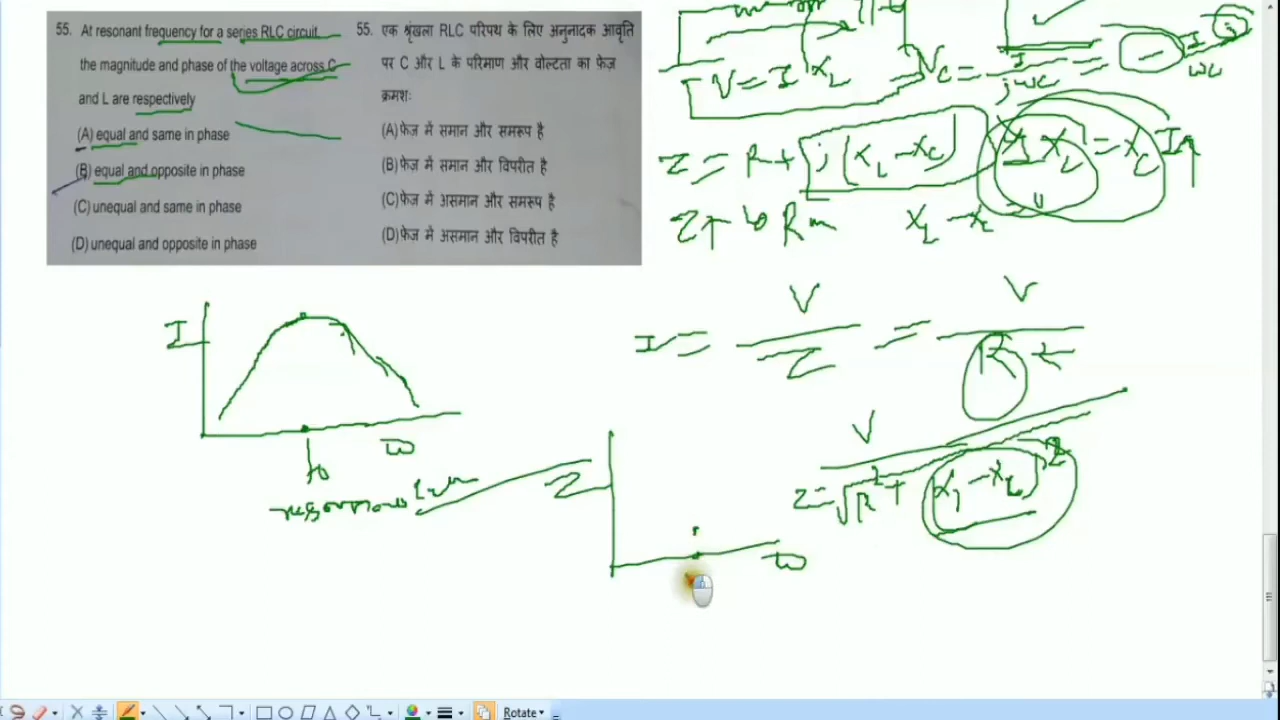 55. At resonant frequency for a series RLC circuit
the magnitude and phase of the voltage across C
and L are respectively
(A) equal and same in phase
(B) equal and opposite in phase
(C) unequal and same in phase
(D) unequal and opposite in phase
55. एक श्रृंखला RLC परिपथ के लिए अनुनादक आवृति
पर C और L के परिमाण और वोल्टता का फेज़
क्रमशः
(A) फेज़ में समान और समरूप है
(B) फेज़ में समान और विपरीत है
(C) फेज़ में असमान और समरूप है
(D) फेज़ में असमान और विपरीत है
V = I X_L
V_C = I / jωC =
Z = R + j(X_L - X_C)
X_L = X_C
I = V / Z = V / R
V
Z = √R² +
I
ω
f0
Z
ω
Rotate